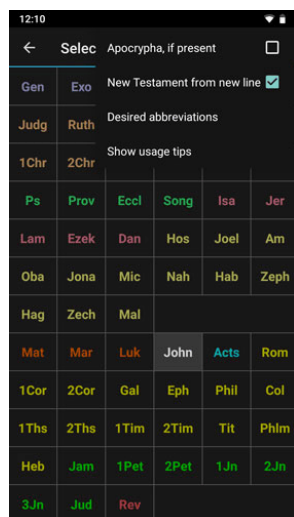 12:10
Selec
Apocrypha, if present
Gen Exo
New Testament from new line
Judg Ruth
Desired abbreviations
1Chr 2Chr
Show usage tips
Ps Prov Eccl Song Isa Jer
Lam Ezek Dan Hos Joel Am
Oba Jona Mic Nah Hab Zeph
Hag Zech Mal
Mat Mar Luk John Acts Rom
1Cor 2Cor Gal Eph Phil Col
1Ths 2Ths 1Tim 2Tim Tit Phlm
Heb Jam 1Pet 2Pet 1Jn 2Jn
3Jn Jud Rev